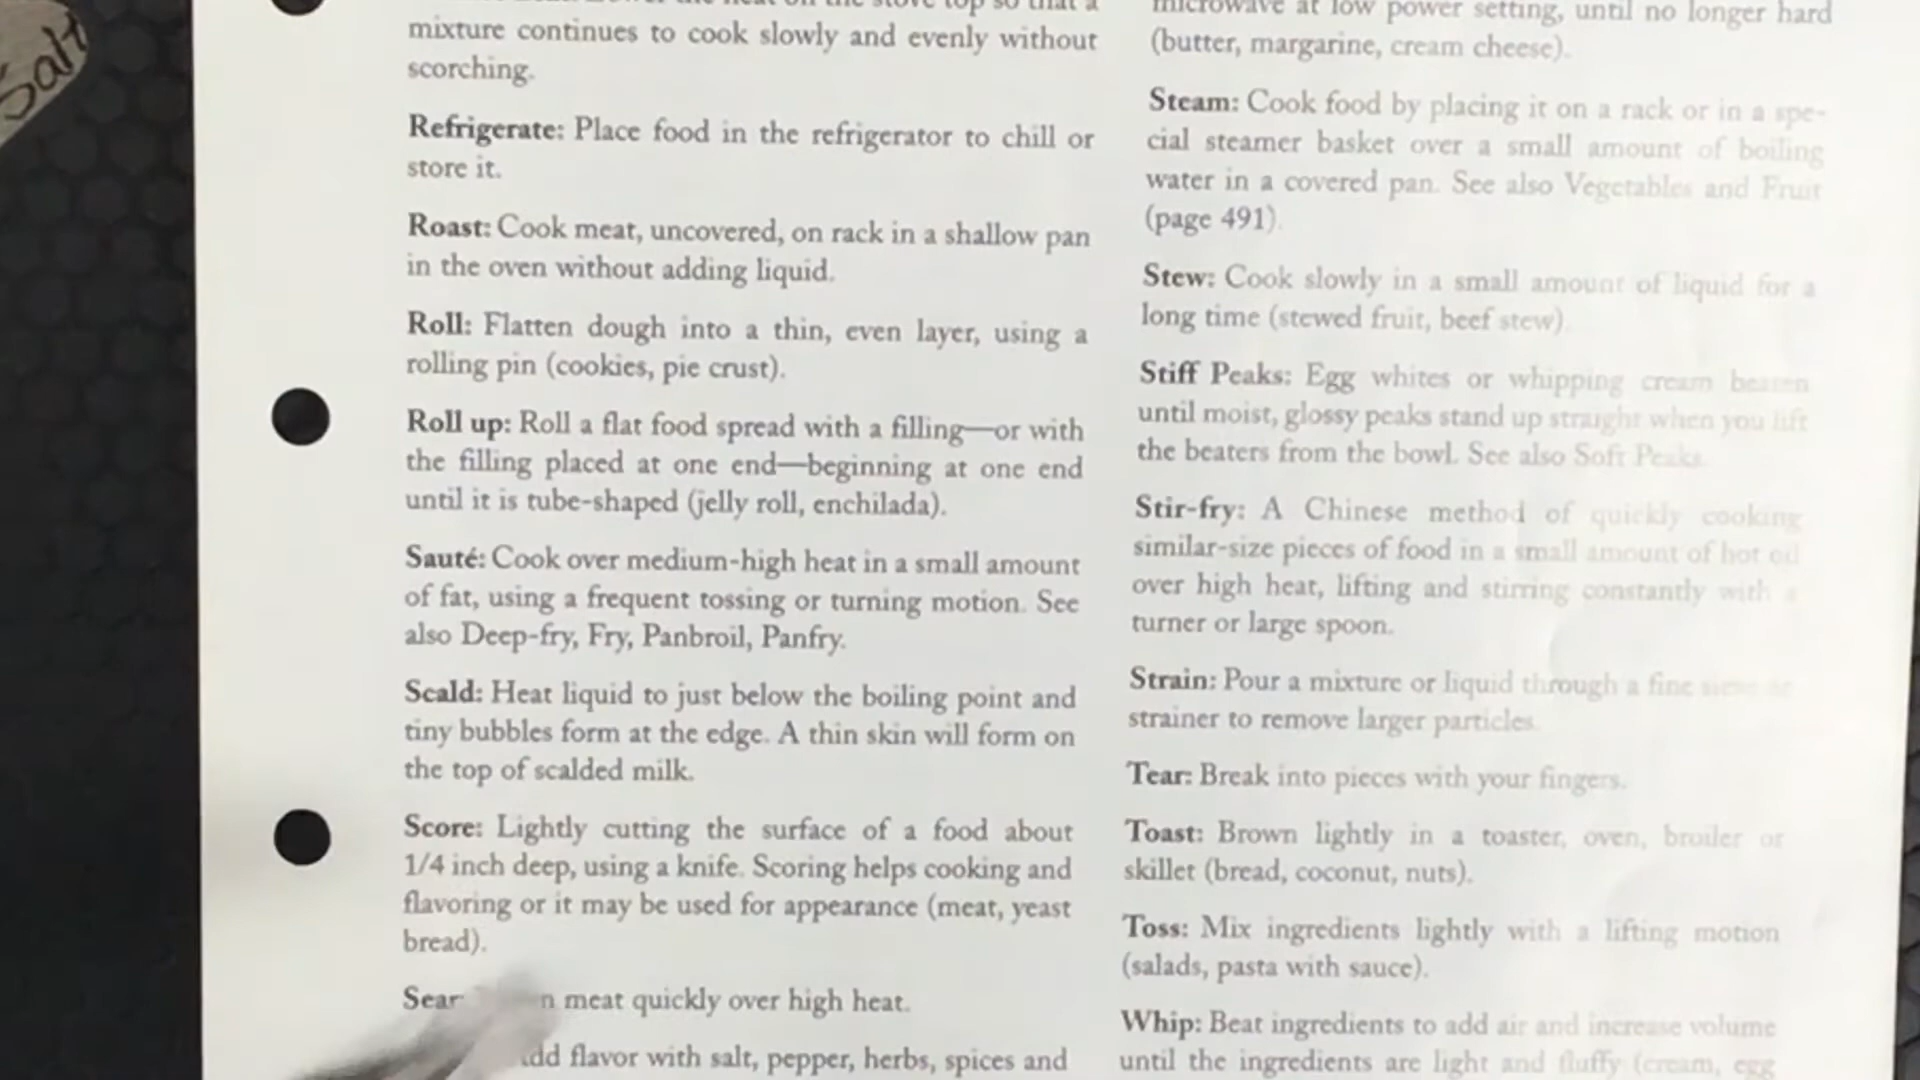 Salt
mixture continues to cook slowly and evenly without
scorching.
Refrigerate: Place food in the refrigerator to chill or
store it.
Roast: Cook meat, uncovered, on rack in a shallow pan
in the oven without adding liquid.
Roll: Flatten dough into a thin, even layer, using a
rolling pin (cookies, pie crust).
Roll up: Roll a flat food spread with a filling—or with
the filling placed at one end—beginning at one end
until it is tube-shaped (jelly roll, enchilada).
Sauté: Cook over medium-high heat in a small amount
of fat, using a frequent tossing or turning motion. See
also Deep-fry, Fry, Panbroil, Panfry.
Scald: Heat liquid to just below the boiling point and
tiny bubbles form at the edge. A thin skin will form on
the top of scalded milk.
Score: Lightly cutting the surface of a food about
1/4 inch deep, using a knife. Scoring helps cooking and
flavoring or it may be used for appearance (meat, yeast
bread).
Sear meat quickly over high heat.
flavor with salt, pepper, herbs, spices and
microwave at low power setting, until no longer hard
(butter, margarine, cream cheese).
Steam: Cook food by placing it on a rack or in a spe-
cial steamer basket over a small amount of boiling
water in a covered pan. See also Vegetables and Fruit
(page 491).
Stew: Cook slowly in a small amount of liquid for a
long time (stewed fruit, beef stew).
Stiff Peaks: Egg whites or whipping cream beaten
until moist, glossy peaks stand up straight when you lift
the beaters from the bowl. See also Soft Peaks.
Stir-fry: A Chinese method of quickly cooking
similar-size pieces of food in a small amount of hot oil
over high heat, lifting and stirring constantly with a
turner or large spoon.
Strain: Pour a mixture or liquid through a fine
strainer to remove larger particles.
Tear: Break into pieces with your fingers.
Toast: Brown lightly in a toaster, oven, broiler or
skillet (bread, coconut, nuts).
Toss: Mix ingredients lightly with a lifting motion
(salads, pasta with sauce).
Whip: Beat ingredients to add air and increase volume
until the ingredients are light and fluffy (cream, egg